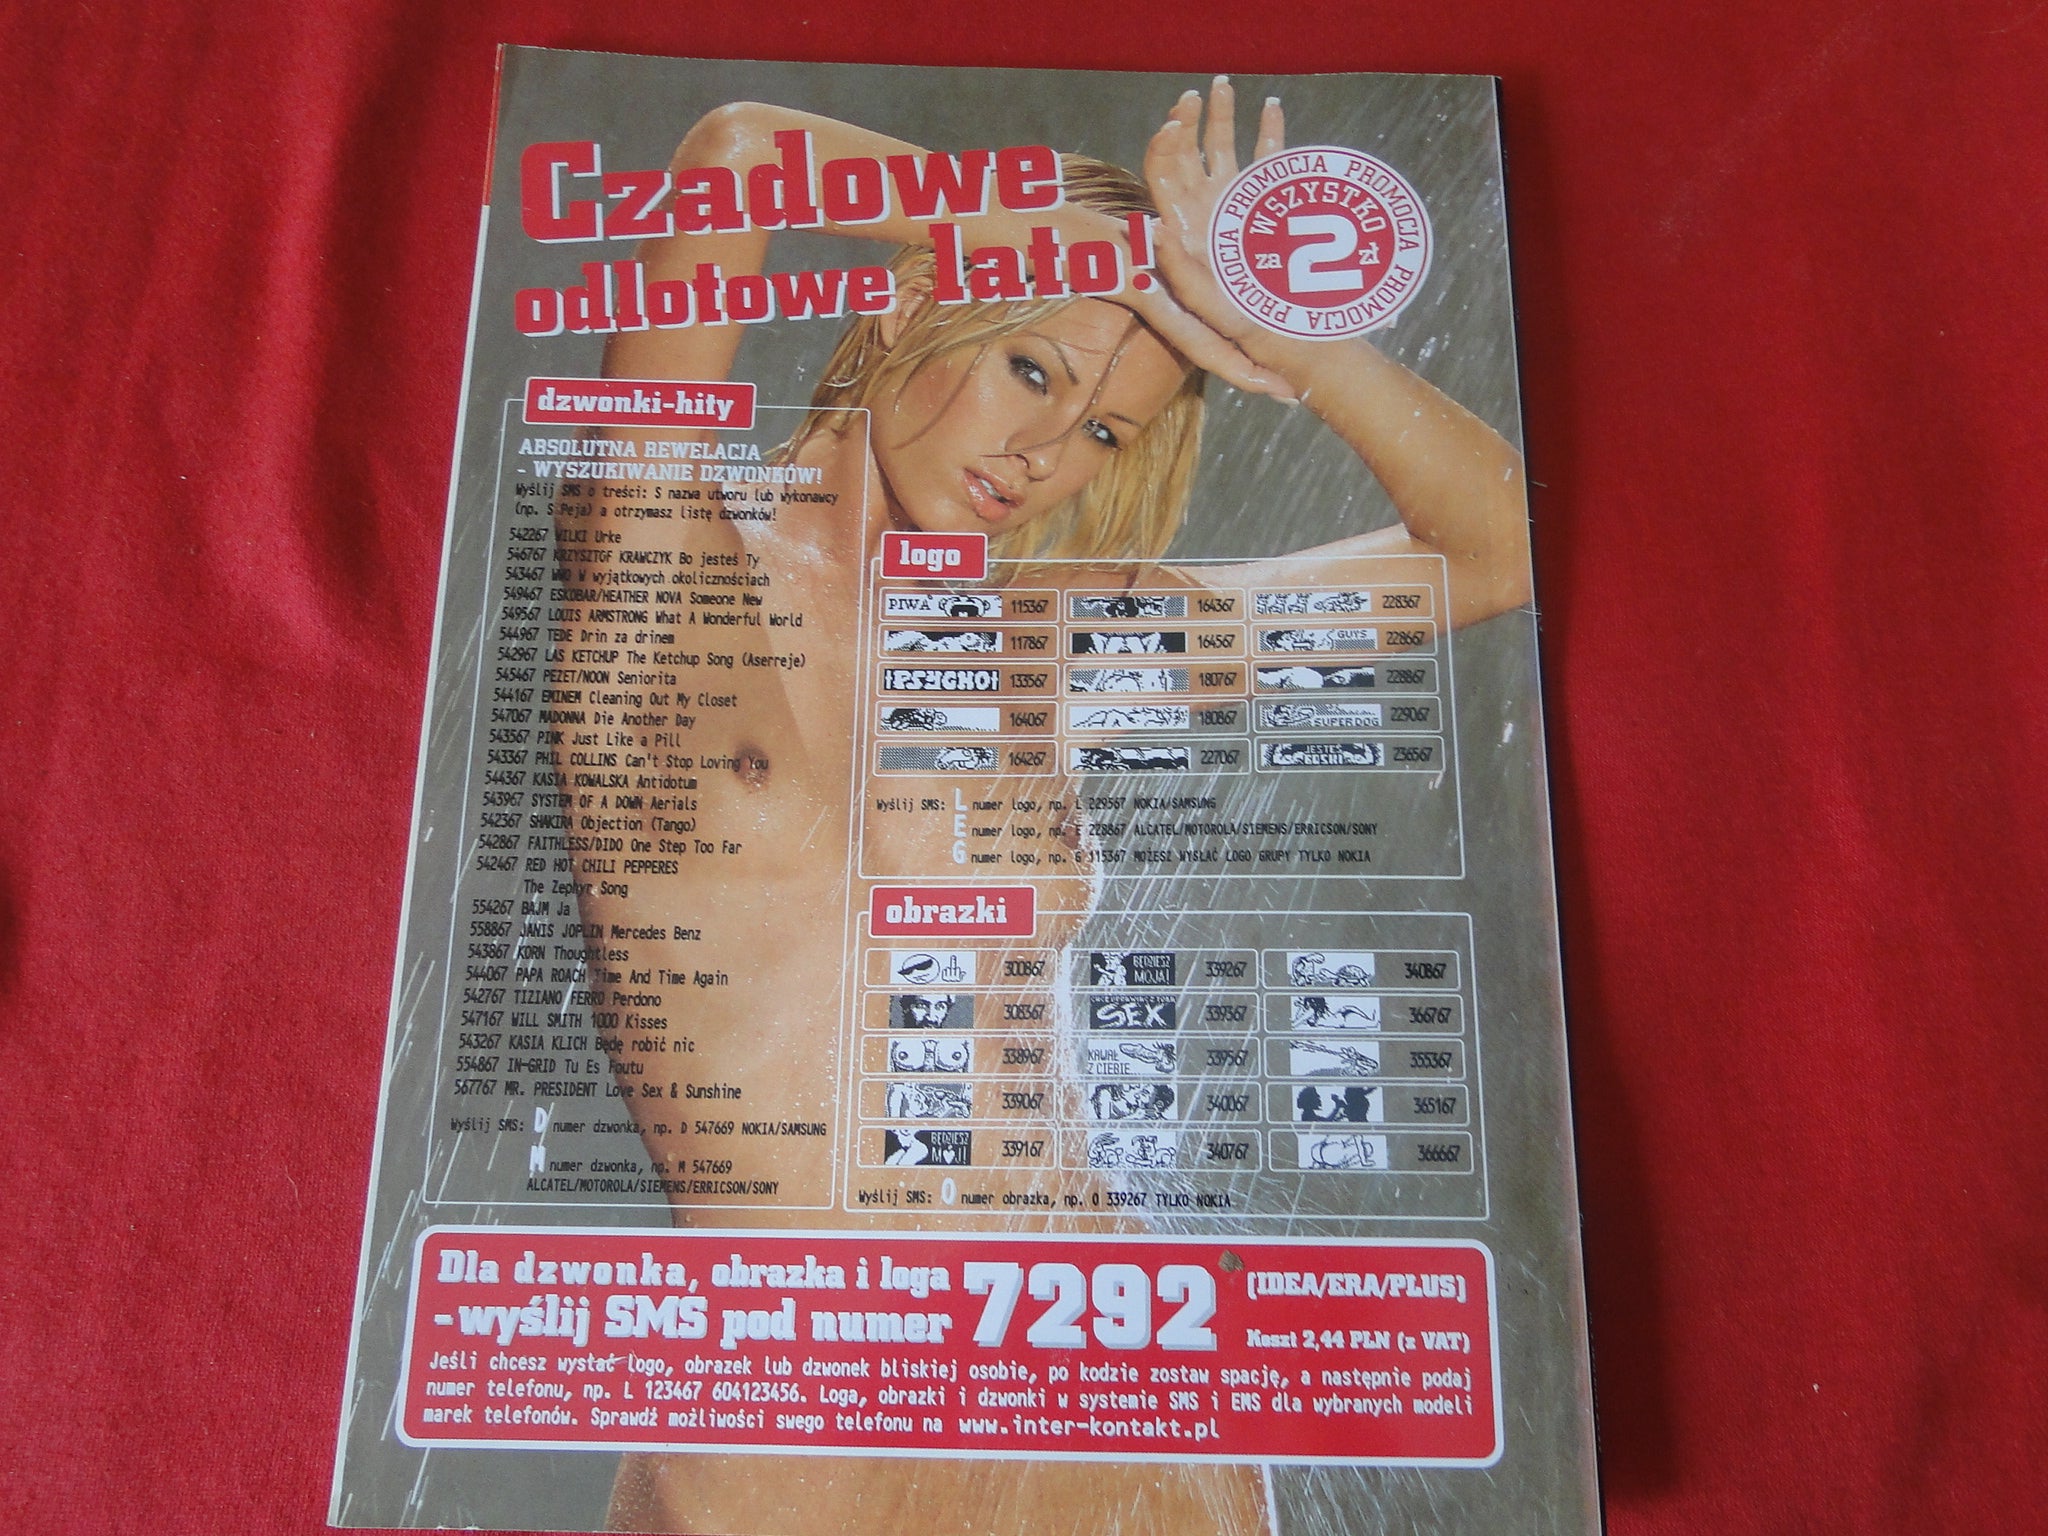 Czadowe
odlotowe lato!
PROMOCJA PROMOCJA PROMOCJA PROMOCJA
WSZYSTKO
za 2 zł
dzwonki-hity
ABSOLUTNA REWELACJA
- WYSZUKIWANIE DZWONKÓW!
Wyślij SMS o treści: S nazwa utworu lub wykonawcy
(np. S Peja) a otrzymasz listę dzwonków!
542267 WILKI Urke
546767 KRZYSZTOF KRAWCZYK Bo jesteś Ty
543467 WWO W wyjątkowych okolicznościach
549467 ESKOBAR/HEATHER NOVA Someone New
549567 LOUIS ARMSTRONG What A Wonderful World
544967 TEDE Drin za drinem
542967 LAS KETCHUP The Ketchup Song (Aserreje)
545467 PEZET/NOON Seniorita
544167 EMINEM Cleaning Out My Closet
547067 MADONNA Die Another Day
543567 PINK Just Like a Pill
543367 PHIL COLLINS Can't Stop Loving You
544367 KASIA KOWALSKA Antidotum
543967 SYSTEM OF A DOWN Aerials
542367 SHAKIRA Objection (Tango)
542867 FAITHLESS/DIDO One Step Too Far
542467 RED HOT CHILI PEPPERES
The Zephyr Song
554267 BAJM Ja
558867 JANIS JOPLIN Mercedes Benz
543867 KORN Thoughtless
544067 PAPA ROACH Time And Time Again
542767 TIZIANO FERRO Perdono
547167 WILL SMITH 1000 Kisses
543267 KASIA KLICH Będę robić nic
554867 IN-GRID Tu Es Foutu
567767 MR. PRESIDENT Love Sex & Sunshine
Wyślij SMS: D numer dzwonka, np. D 547669 NOKIA/SAMSUNG
M numer dzwonka, np. M 547669
ALCATEL/MOTOROLA/SIEMENS/ERRICSON/SONY
logo
PIWA 115367 164367 228367
117867 164567 GUYS 228667
PSYCHO 133567 180767 228867
164067 180867 SUPER DOG 229067
164267 227067 JESTEŚ BOSKI 236567
Wyślij SMS: L numer logo, np. L 229567 NOKIA/SAMSUNG
E numer logo, np. E 228867 ALCATEL/MOTOROLA/SIEMENS/ERRICSON/SONY
G numer logo, np. G 115367 MOŻESZ WYSŁAĆ LOGO GRUPY TYLKO NOKIA
obrazki
300867 BĘDZIESZ MOJA! 339267 340867
308367 SEX 339367 366767
338967 KAWAŁ Z CIEBIE... 339567 355367
339067 340067 365167
BĘDZIESZ MÓJ! 339167 340767 366667
Wyślij SMS: O numer obrazka, np. O 339267 TYLKO NOKIA
Dla dzwonka, obrazka i loga
- wyślij SMS pod numer 7292
(IDEA/ERA/PLUS)
Koszt 2,44 PLN (z VAT)
Jeśli chcesz wysłać logo, obrazek lub dzwonek bliskiej osobie, po kodzie zostaw spację, a następnie podaj
numer telefonu, np. L 123467 604123456. Loga, obrazki i dzwonki w systemie SMS i EMS dla wybranych modeli
marek telefonów. Sprawdź możliwości swego telefonu na www.inter-kontakt.pl